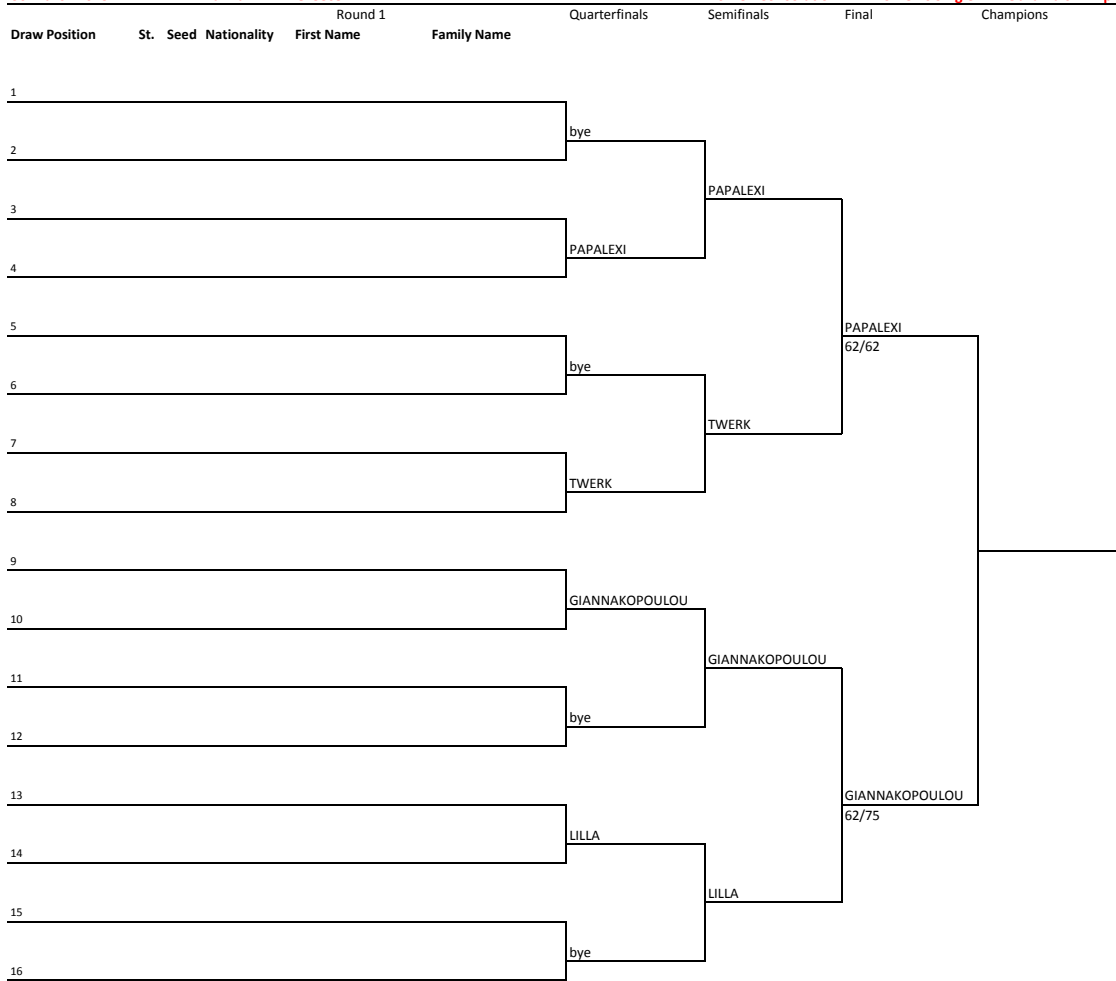 Round 1 Quarterfinals Semifinals Final Champions
Draw Position St. Seed Nationality First Name Family Name
1
bye
2
PAPALEXI
3
PAPALEXI
4
5
PAPALEXI
62/62
bye
6
TWERK
7
TWERK
8
9
GIANNAKOPOULOU
10
GIANNAKOPOULOU
11
bye
12
13
GIANNAKOPOULOU
62/75
LILLA
14
LILLA
15
bye
16